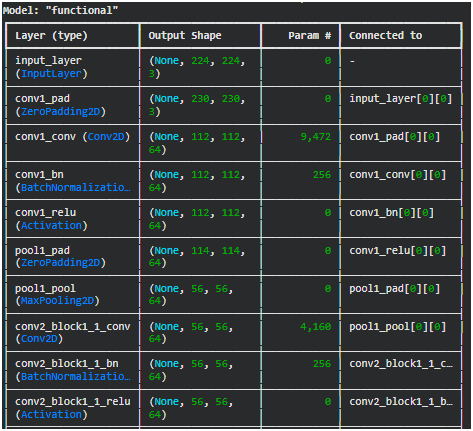 Model: "functional"
Layer (type) Output Shape Param # Connected to
input_layer (None, 224, 224, 0 -
(InputLayer) 3)
conv1_pad (None, 230, 230, 0 input_layer[0][0]
(ZeroPadding2D) 3)
conv1_conv (Conv2D) (None, 112, 112, 9,472 conv1_pad[0][0]
64)
conv1_bn (None, 112, 112, 256 conv1_conv[0][0]
(BatchNormalizatio… 64)
conv1_relu (None, 112, 112, 0 conv1_bn[0][0]
(Activation) 64)
pool1_pad (None, 114, 114, 0 conv1_relu[0][0]
(ZeroPadding2D) 64)
pool1_pool (None, 56, 56, 0 pool1_pad[0][0]
(MaxPooling2D) 64)
conv2_block1_1_conv (None, 56, 56, 4,160 pool1_pool[0][0]
(Conv2D) 64)
conv2_block1_1_bn (None, 56, 56, 256 conv2_block1_1_c…
(BatchNormalizatio… 64)
conv2_block1_1_relu (None, 56, 56, 0 conv2_block1_1_b…
(Activation) 64)